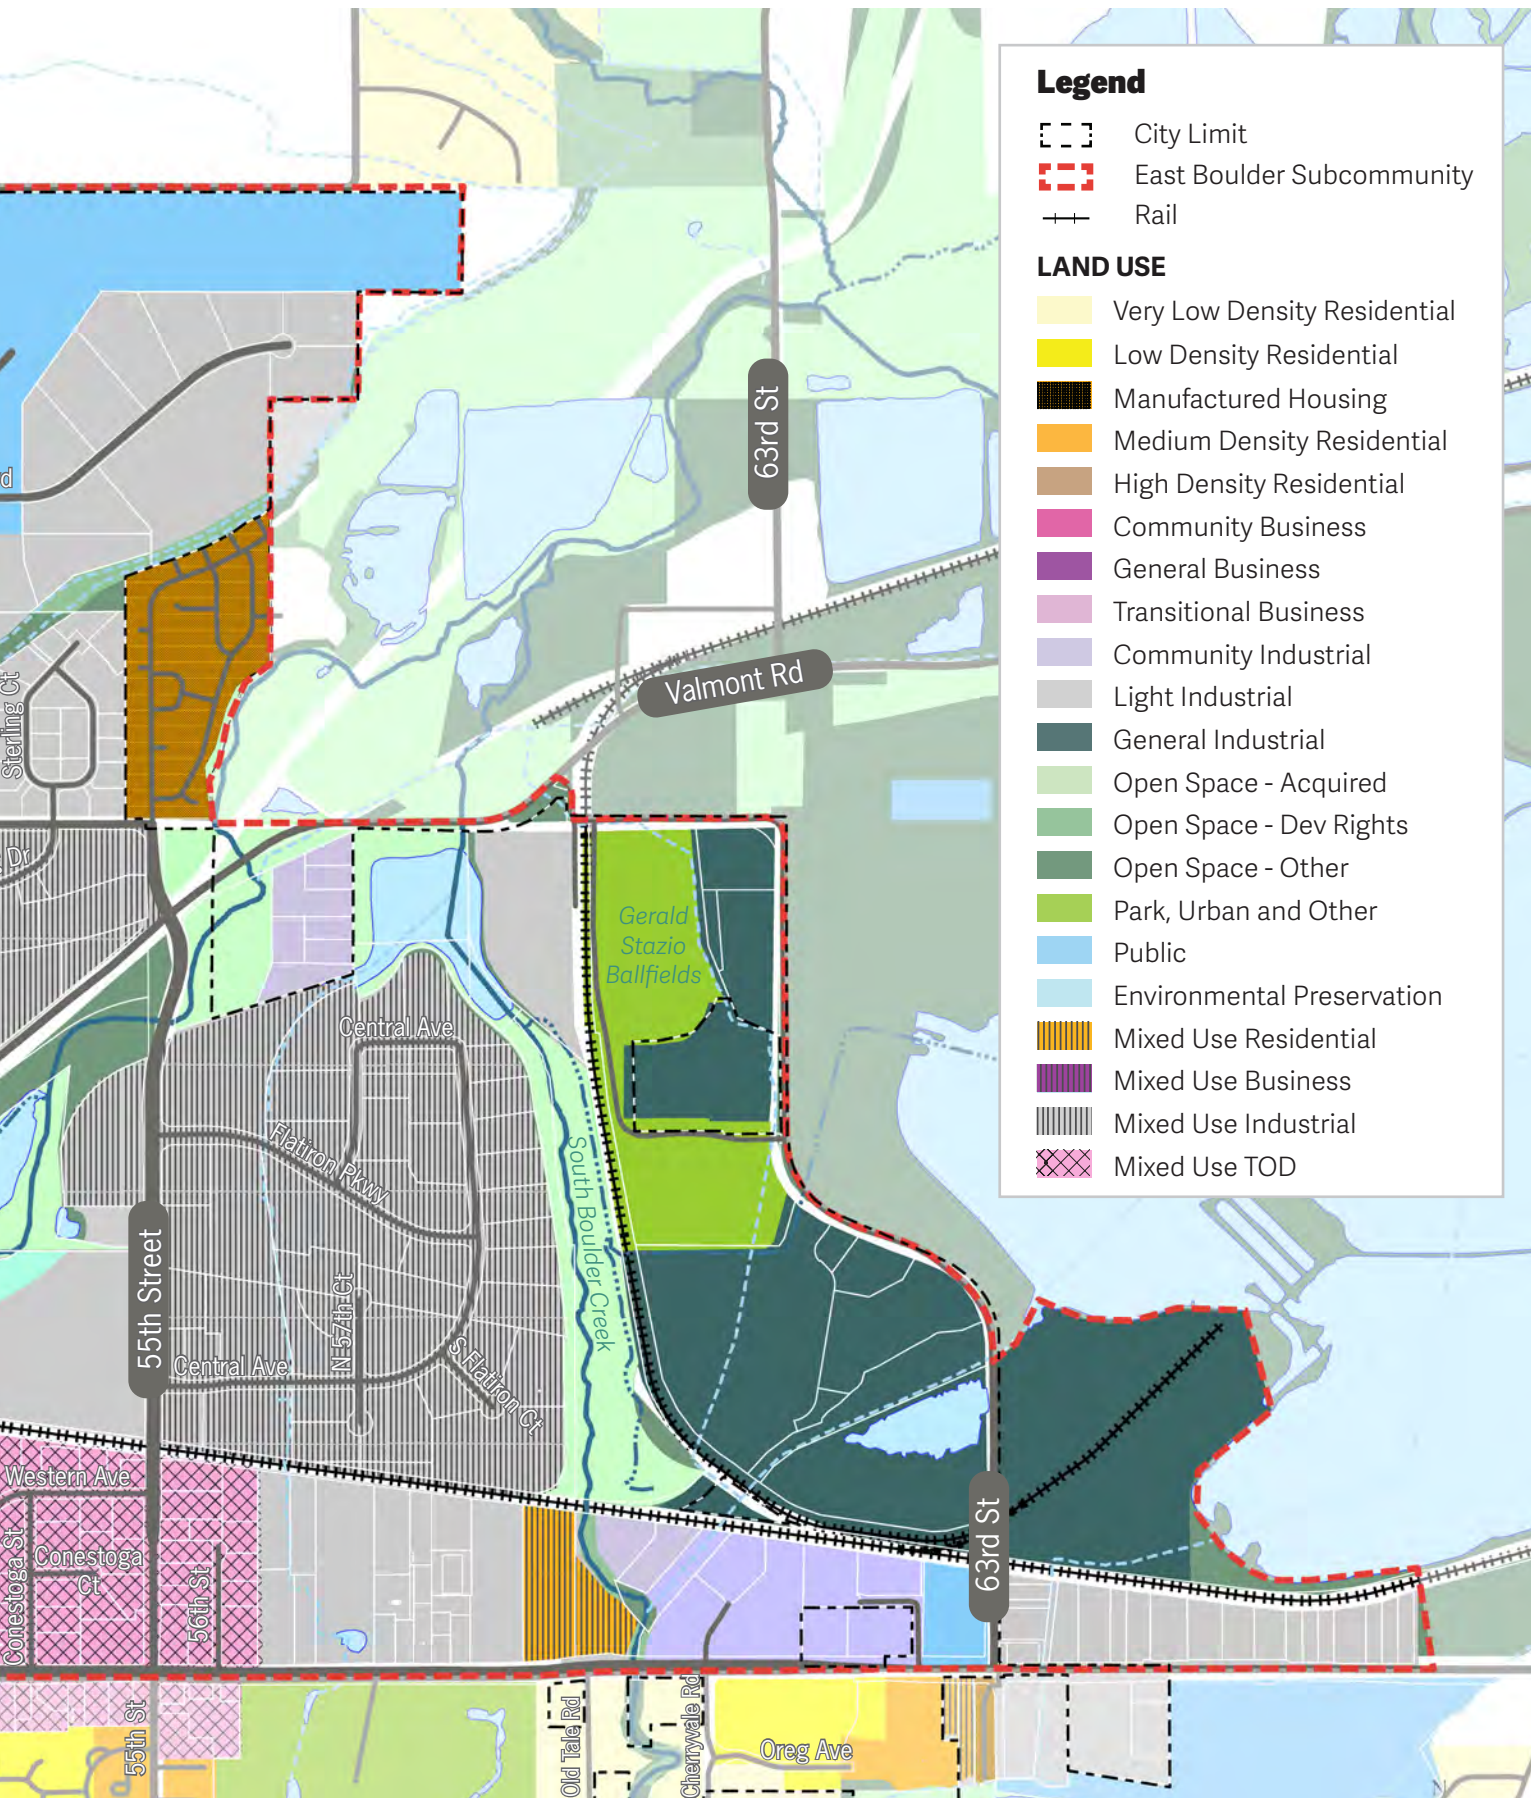 Legend
City Limit
East Boulder Subcommunity
Rail
LAND USE
Very Low Density Residential
Low Density Residential
Manufactured Housing
Medium Density Residential
High Density Residential
Community Business
General Business
Transitional Business
Community Industrial
Light Industrial
General Industrial
Open Space - Acquired
Open Space - Dev Rights
Open Space - Other
Park, Urban and Other
Public
Environmental Preservation
Mixed Use Residential
Mixed Use Business
Mixed Use Industrial
Mixed Use TOD
63rd St
d
Valmont Rd
Sterling Ct
Dr
Gerald
Stazio
Ballfields
Central Ave
Flatiron Pkwy
South Boulder Creek
55th Street
N 57th Ct
Central Ave
S Flatiron Ct
Western Ave
Conestoga St
Conestoga
Ct
56th St
63rd St
55th St
Old Tale Rd
Cherryvale Rd
Oreg Ave
N